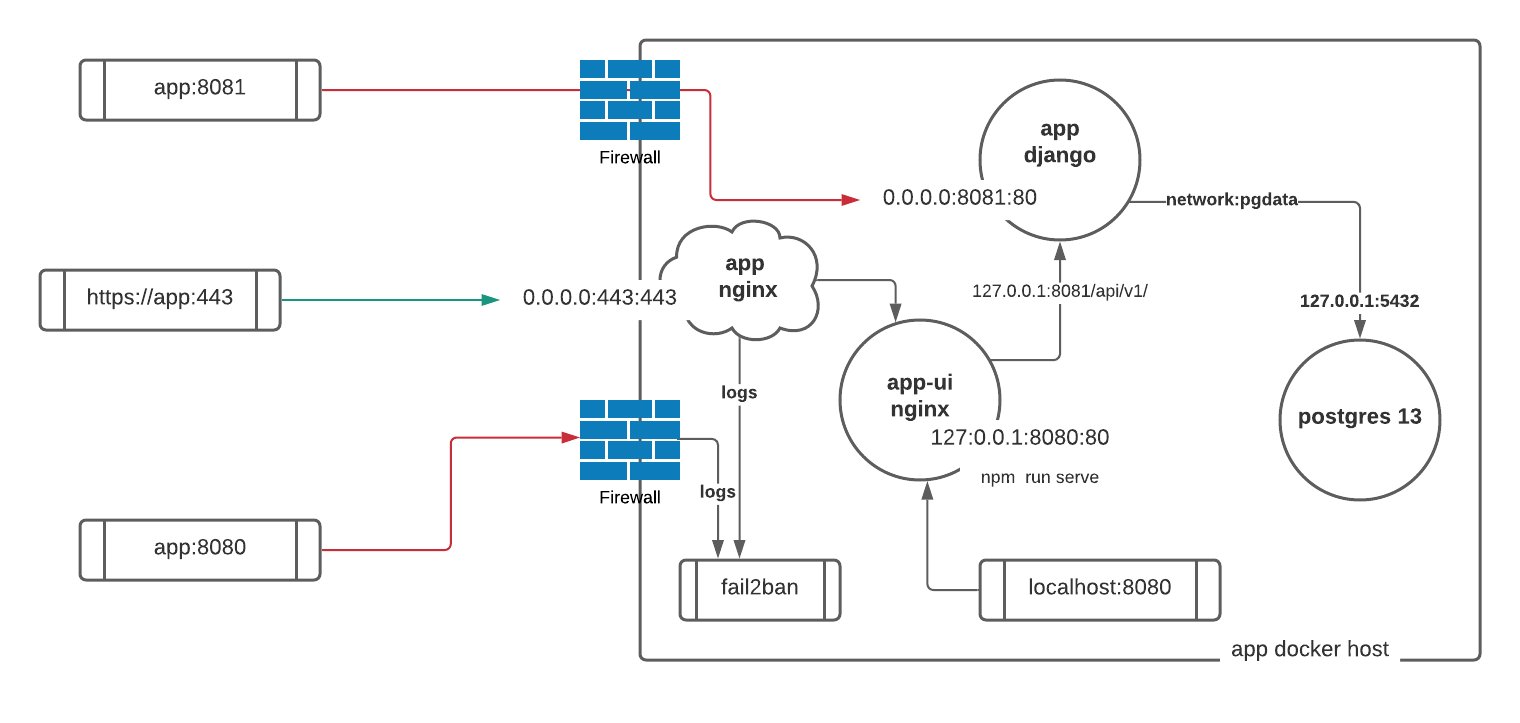 app:8081
Firewall
app
django
0.0.0.0:8081:80
network:pgdata
https://app:443
0.0.0.0:443:443
app
nginx
127.0.0.1:8081/api/v1/
127.0.0.1:5432
logs
app-ui
nginx
127:0.0.1:8080:80
npm  run serve
postgres 13
Firewall
logs
app:8080
fail2ban
localhost:8080
app docker host